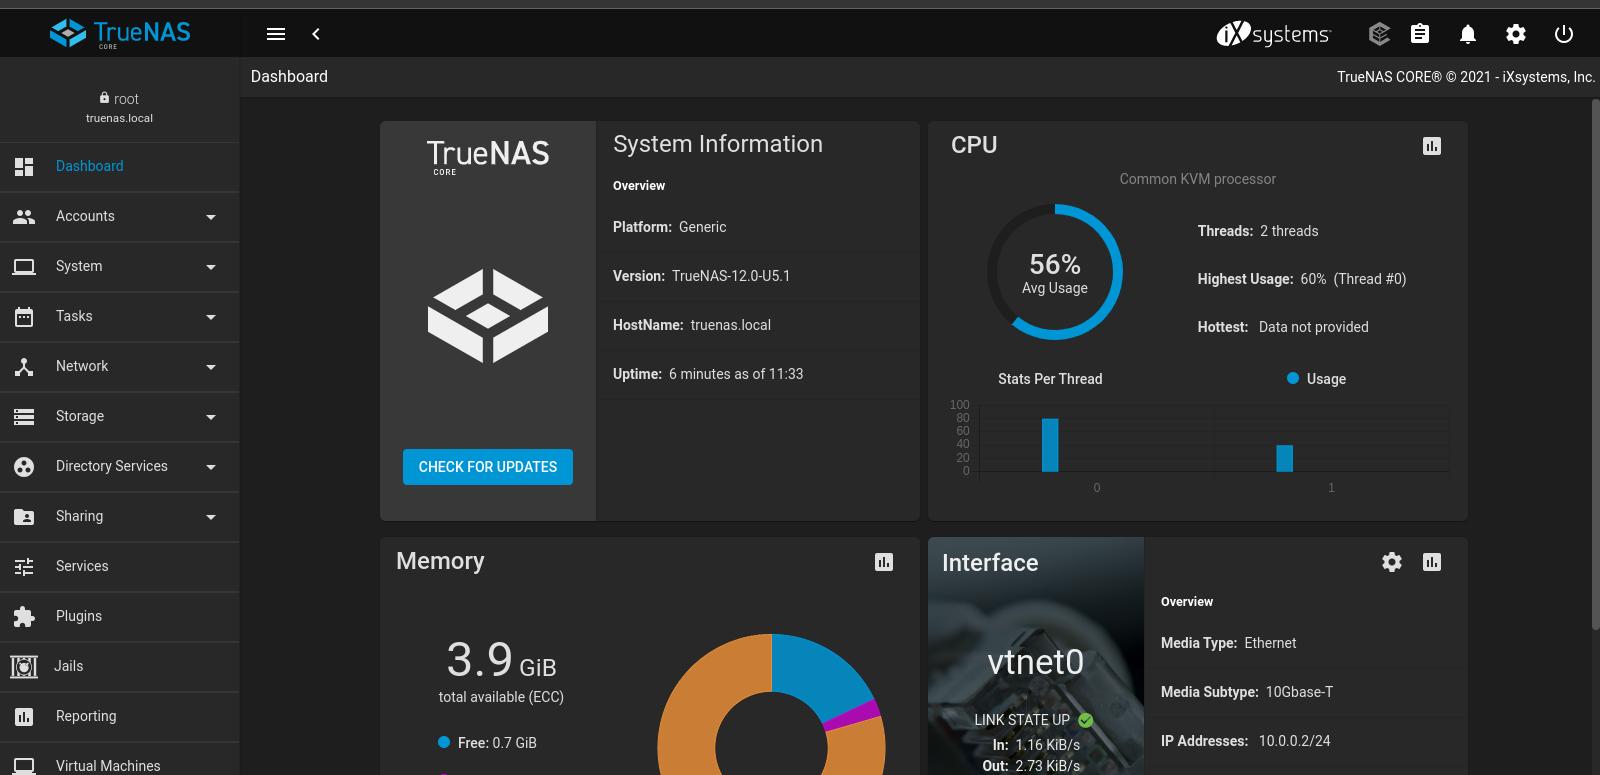 TrueNAS
CORE
iXsystems
root
truenas.local
Dashboard
TrueNAS CORE® © 2021 - iXsystems, Inc.
Dashboard
Accounts
System
Tasks
Network
Storage
Directory Services
Sharing
Services
Plugins
Jails
Reporting
Virtual Machines
TrueNAS
CORE
CHECK FOR UPDATES
System Information
Overview
Platform: Generic
Version: TrueNAS-12.0-U5.1
HostName: truenas.local
Uptime: 6 minutes as of 11:33
CPU
Common KVM processor
56%
Avg Usage
Threads: 2 threads
Highest Usage: 60% (Thread #0)
Hottest: Data not provided
Stats Per Thread
Usage
100
80
60
40
20
0
0 1
Memory
3.9 GiB
total available (ECC)
Free: 0.7 GiB
Interface
vtnet0
LINK STATE UP
In: 1.16 KiB/s
Out: 2.73 KiB/s
Overview
Media Type: Ethernet
Media Subtype: 10Gbase-T
IP Addresses: 10.0.0.2/24